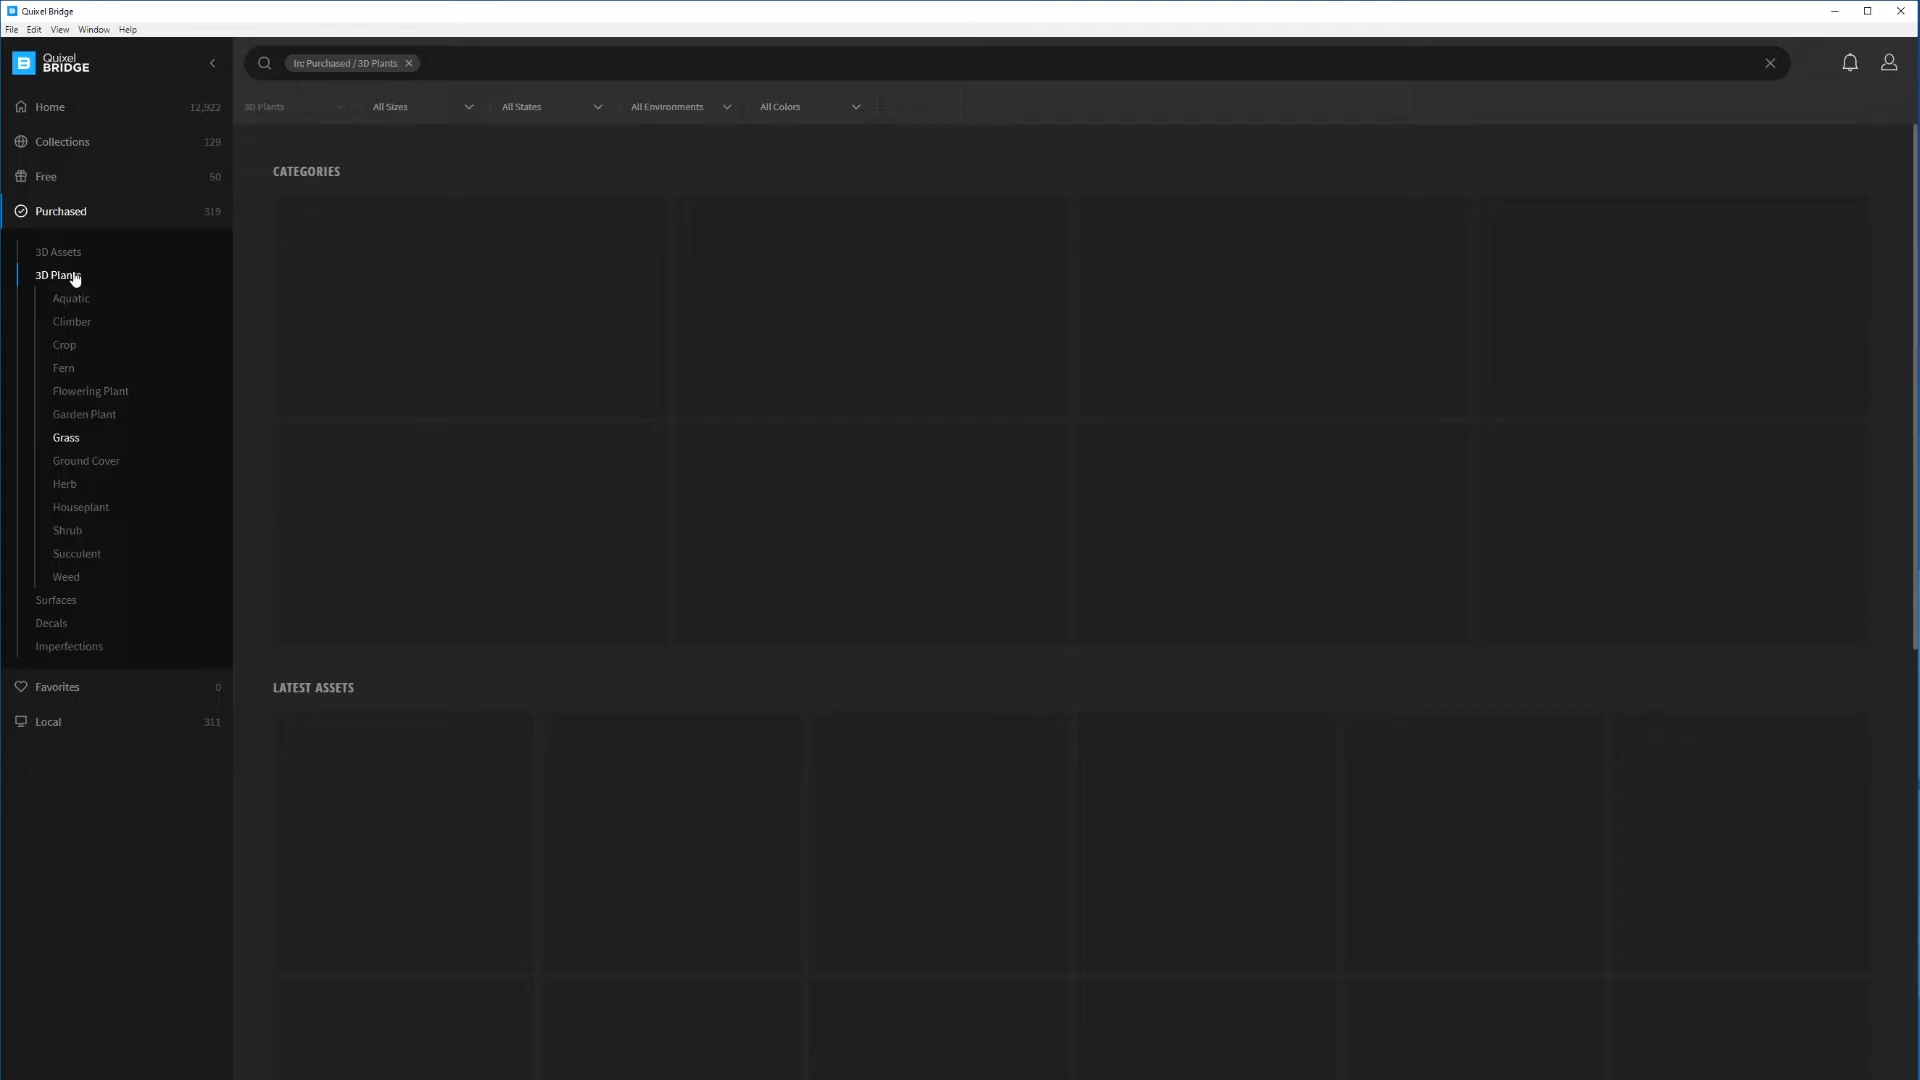 Quixel Bridge
File Edit View Window Help
Quixel
BRIDGE
In: Purchased / 3D Plants
Home 12,922
3D Plants All Sizes All States All Environments All Colors
Collections 129
Free 50
Purchased 319
3D Assets
3D Plants
Aquatic
Climber
Crop
Fern
Flowering Plant
Garden Plant
Grass
Ground Cover
Herb
Houseplant
Shrub
Succulent
Weed
Surfaces
Decals
Imperfections
Favorites 0
Local 311
CATEGORIES
LATEST ASSETS